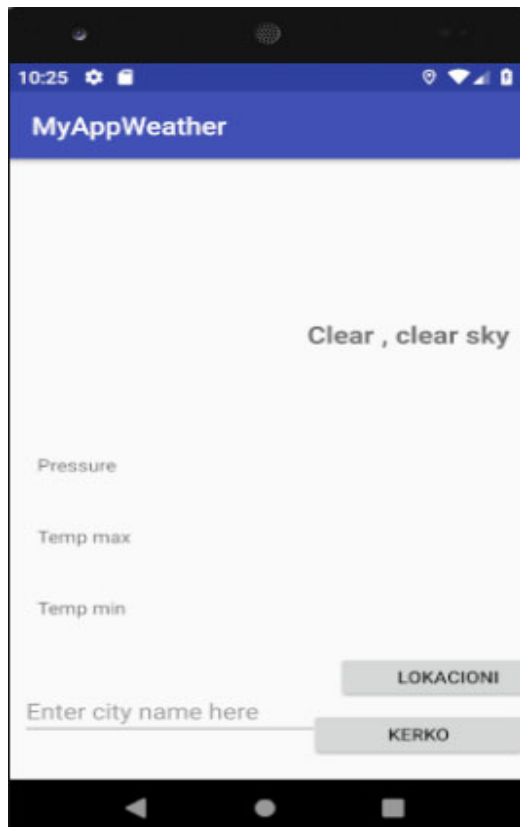 10:25
MyAppWeather
Clear , clear sky
Pressure
Temp max
Temp min
LOKACIONI
Enter city name here
KERKO